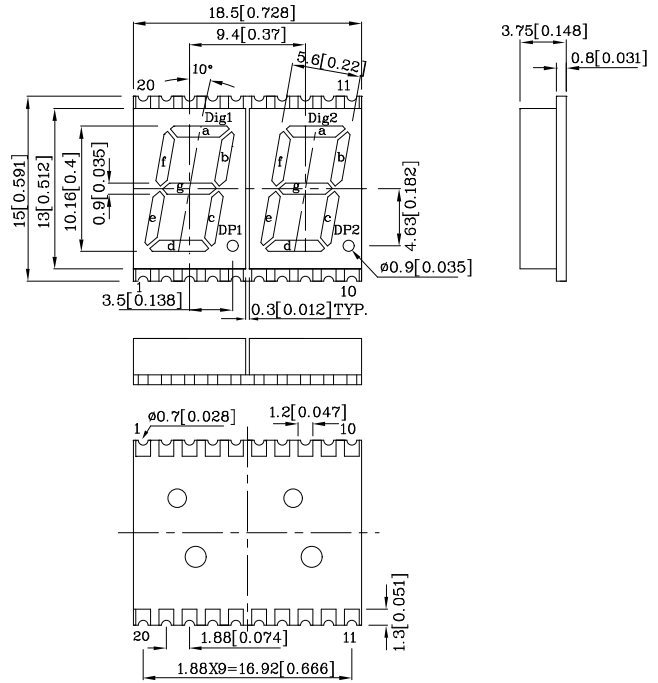 18.5[0.728]
9.4[0.37]
3.75[0.148]
0.8[0.031]
5.6[0.22]
10°
20
11
Dig1
Dig2
a
a
f
b
f
b
g
g
e
c
e
c
d
d
DP1
DP2
15[0.591]
13[0.512]
10.16[0.4]
0.9[0.035]
4.63[0.182]
ø0.9[0.035]
1
10
3.5[0.138]
0.3[0.012]TYP.
ø0.7[0.028]
1.2[0.047]
1
10
20
11
1.88[0.074]
1.3[0.051]
1.88X9=16.92[0.666]